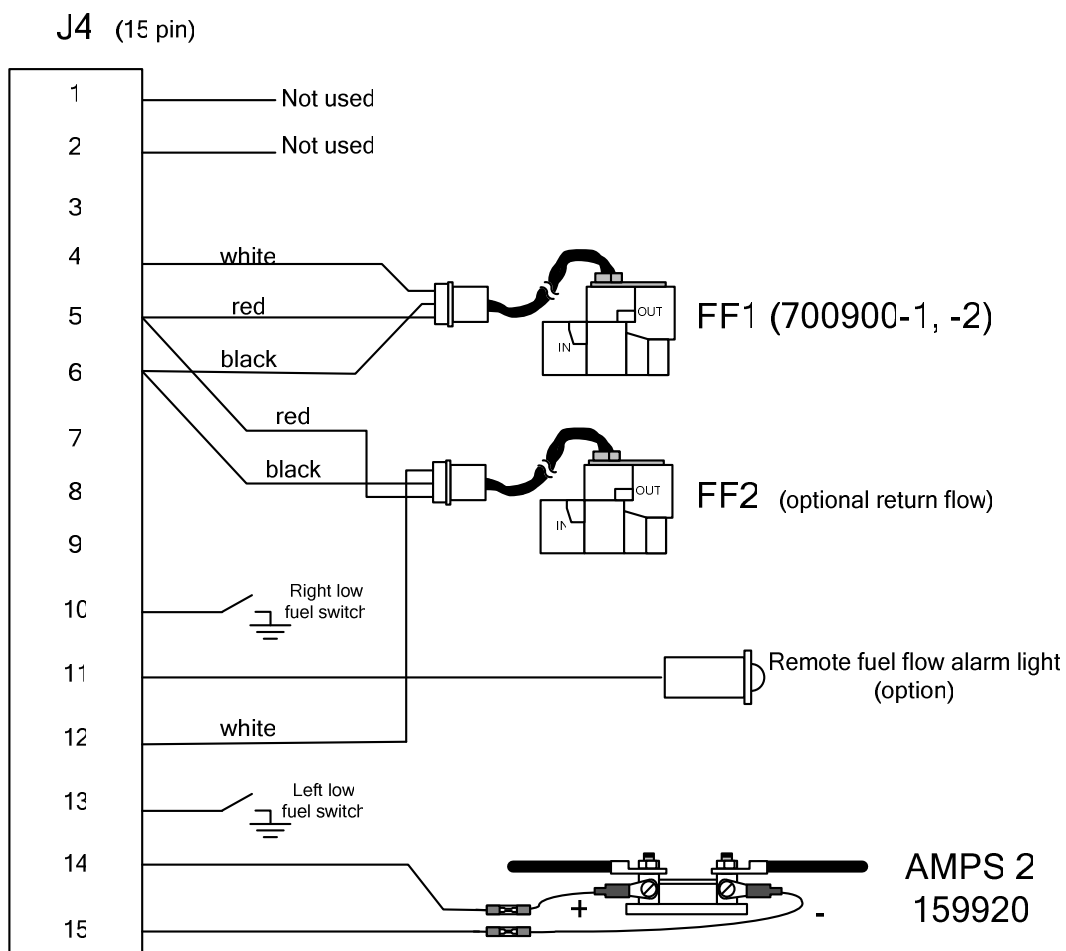 J4 (15 pin)
1
Not used
2
Not used
3
4
white
5
red
OUT
IN
FF1 (700900-1, -2)
6
black
7
red
8
black
OUT
IN
FF2 (optional return flow)
9
10
Right low
fuel switch
11
Remote fuel flow alarm light
(option)
12
white
13
Left low
fuel switch
14
+
-
AMPS 2
159920
15